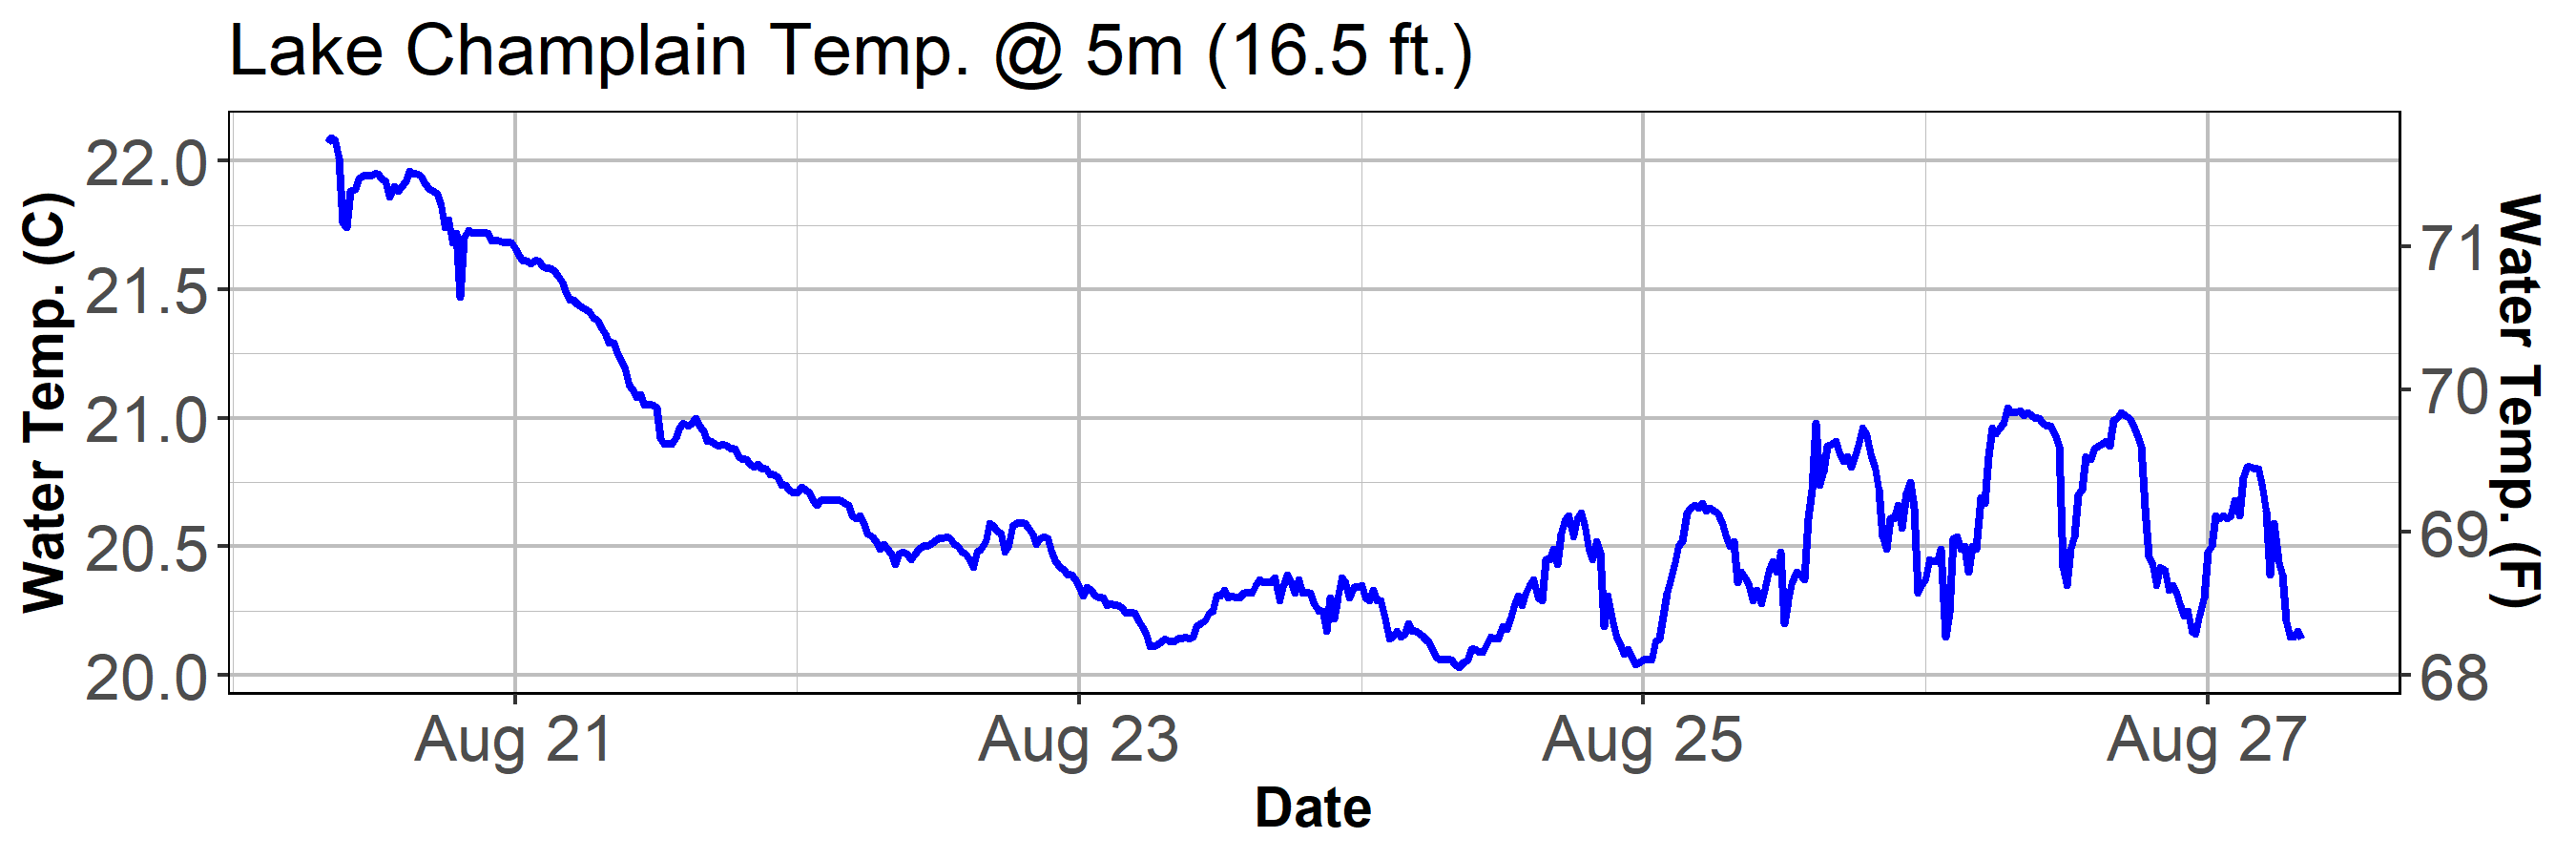 Lake Champlain Temp. @ 5m (16.5 ft.)
Water Temp. (C)
22.0
21.5
21.0
20.5
20.0
71
70
69
68
Water Temp. (F)
Aug 21
Aug 23
Aug 25
Aug 27
Date